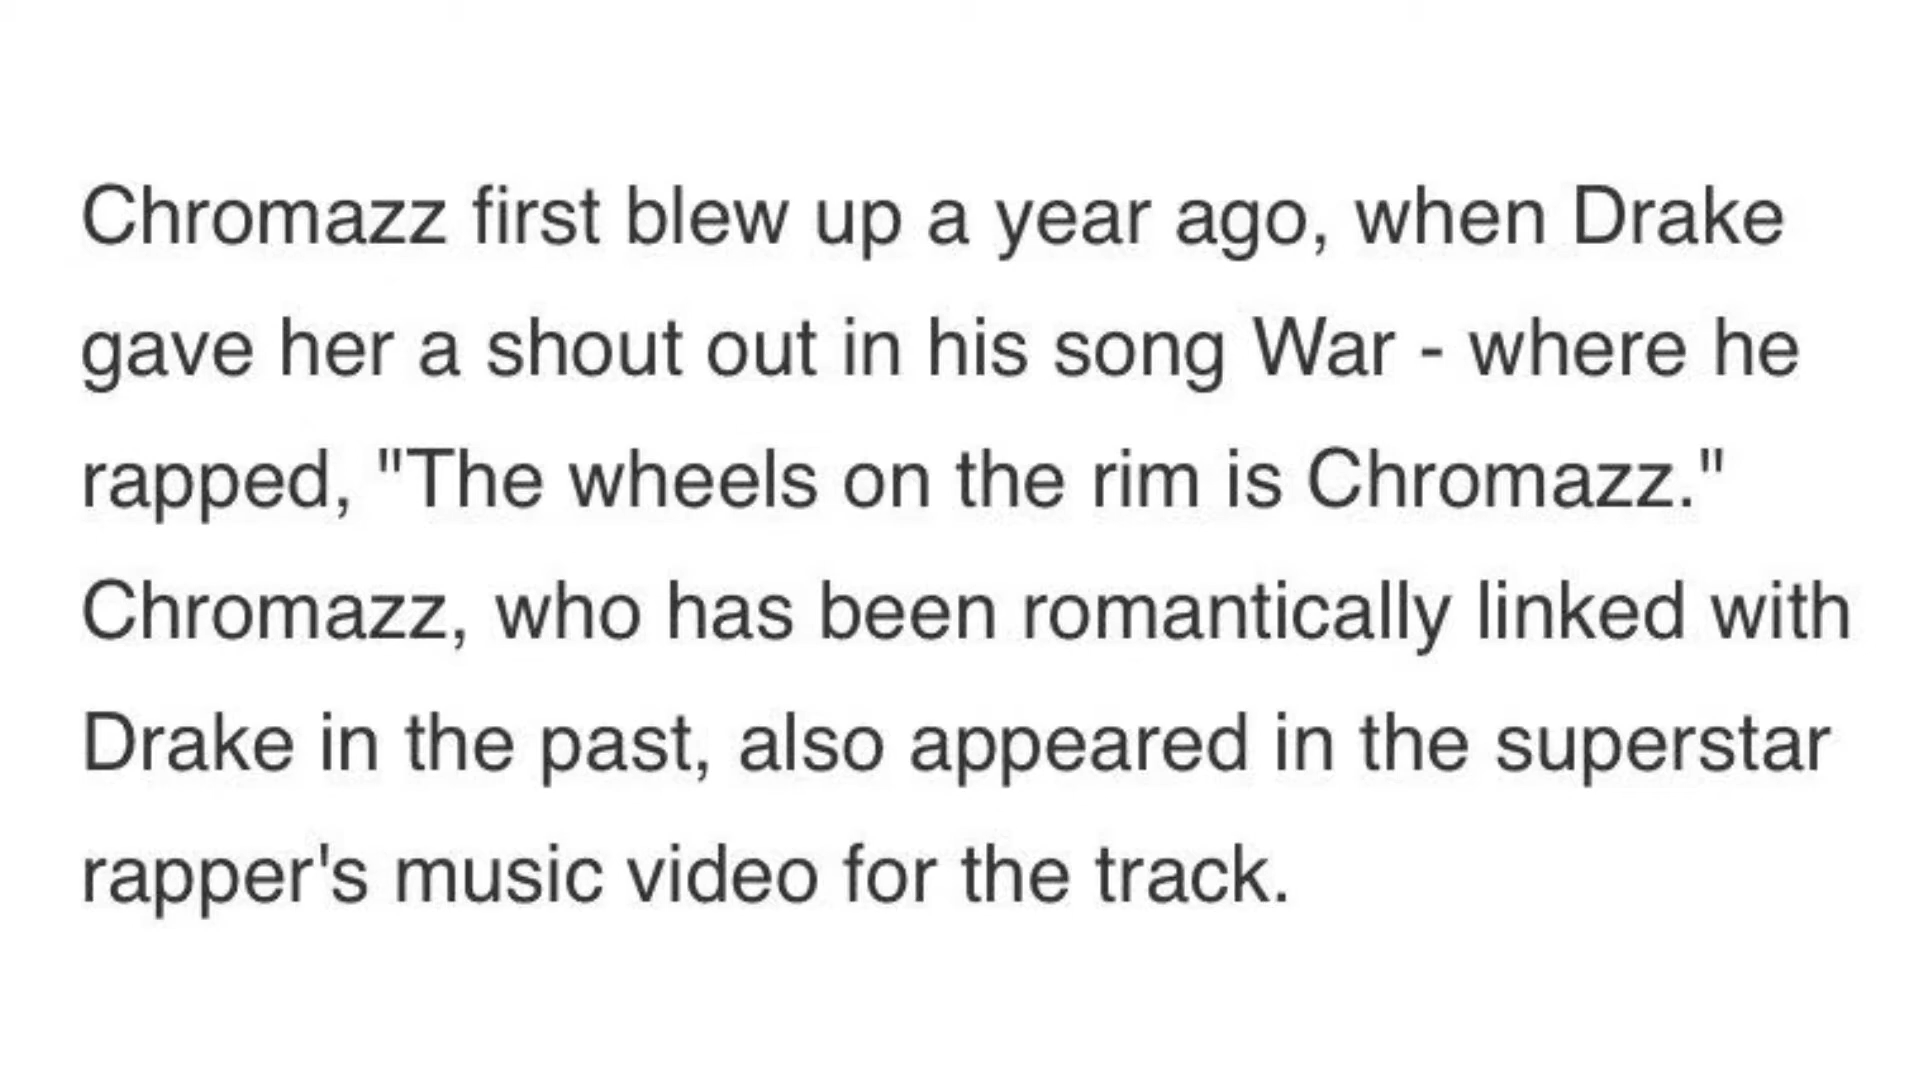 Chromazz first blew up a year ago, when Drake
gave her a shout out in his song War - where he
rapped, "The wheels on the rim is Chromazz."
Chromazz, who has been romantically linked with
Drake in the past, also appeared in the superstar
rapper's music video for the track.